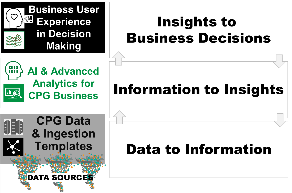 Business User
Experience in
Decision
Making
Insights to
Business Decisions
AI & Advanced
Analytics for
CPG Business
Information to Insights
CPG Data
& Ingestion
Templates
Data to Information
DATA SOURCES